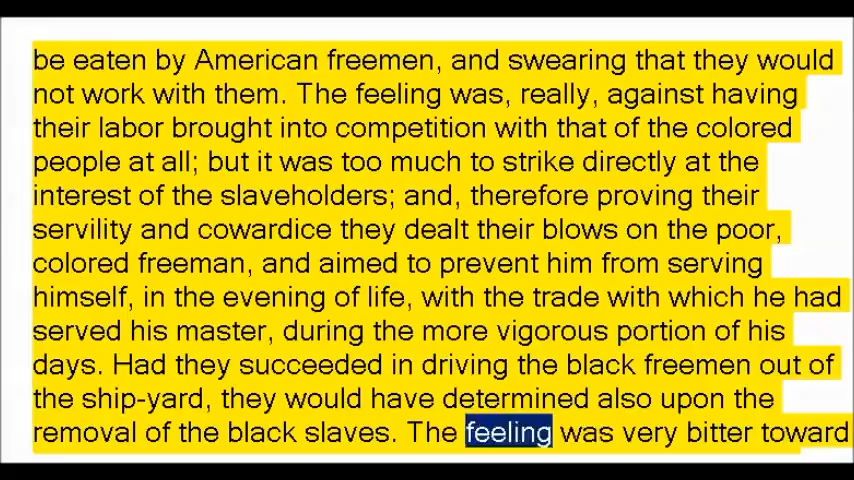 be eaten by American freemen, and swearing that they would
not work with them. The feeling was, really, against having
their labor brought into competition with that of the colored
people at all; but it was too much to strike directly at the
interest of the slaveholders; and, therefore proving their
servility and cowardice they dealt their blows on the poor,
colored freeman, and aimed to prevent him from serving
himself, in the evening of life, with the trade with which he had
served his master, during the more vigorous portion of his
days. Had they succeeded in driving the black freemen out of
the ship-yard, they would have determined also upon the
removal of the black slaves. The feeling was very bitter toward